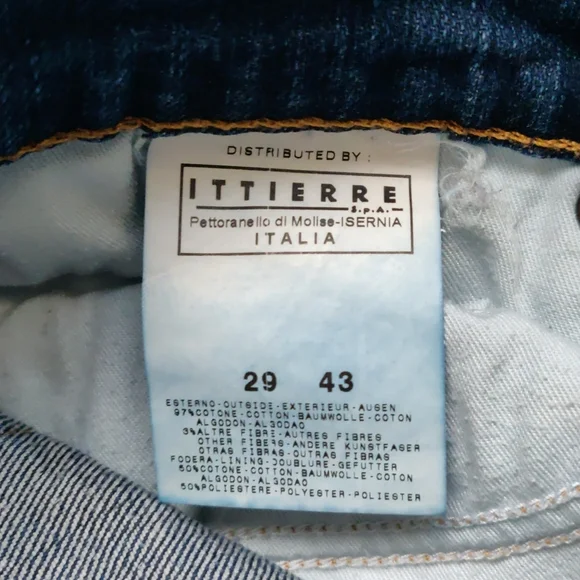 DISTRIBUTED BY :
ITTIERRE
S.p.A.
Pettoranello di Molise-ISERNIA
ITALIA
29 43
ESTERNO-OUTSIDE-EXTERIEUR-AUSEN
97%COTONE-COTTON-BAUMWOLLE-COTON
ALGODON-ALGODAO
3%ALTRE FIBRE-AUTRES FIBRES
OTHER FIBERS-ANDERE KUNSTFASER
OTRAS FIBRAS-OUTRAS FIBRAS
FODERA-LINING-DOUBLURE-GEFUTTER
50%COTONE-COTTON-BAUMWOLLE-COTON
ALGODON-ALGODAO
50%POLIESTERE-POLYESTER-POLIESTER